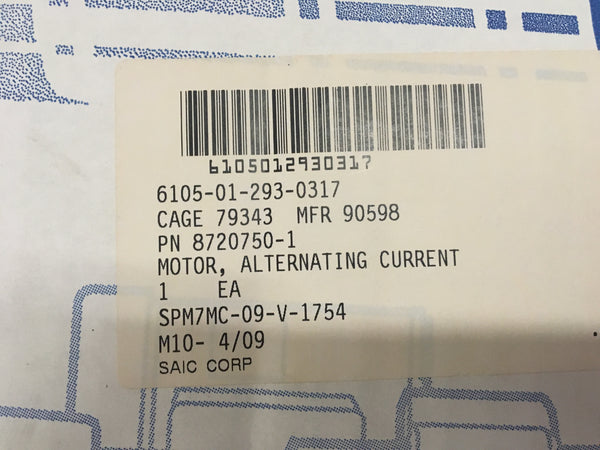 6105012930317
6105-01-293-0317
CAGE 79343 MFR 90598
PN 8720750-1
MOTOR, ALTERNATING CURRENT
1 EA
SPM7MC-09-V-1754
M10- 4/09
SAIC CORP